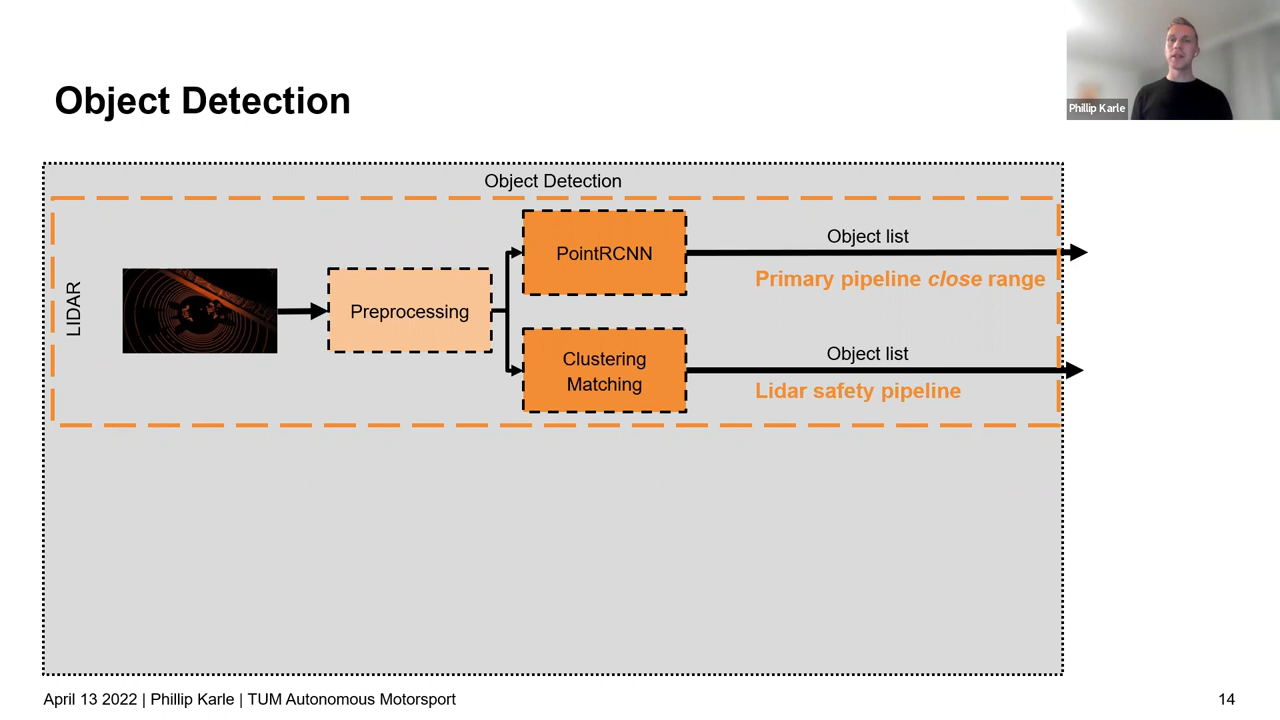 Phillip Karle
Object Detection
Object Detection
LIDAR
Preprocessing
PointRCNN
Object list
Primary pipeline close range
Clustering
Matching
Object list
Lidar safety pipeline
April 13 2022 | Phillip Karle | TUM Autonomous Motorsport
14